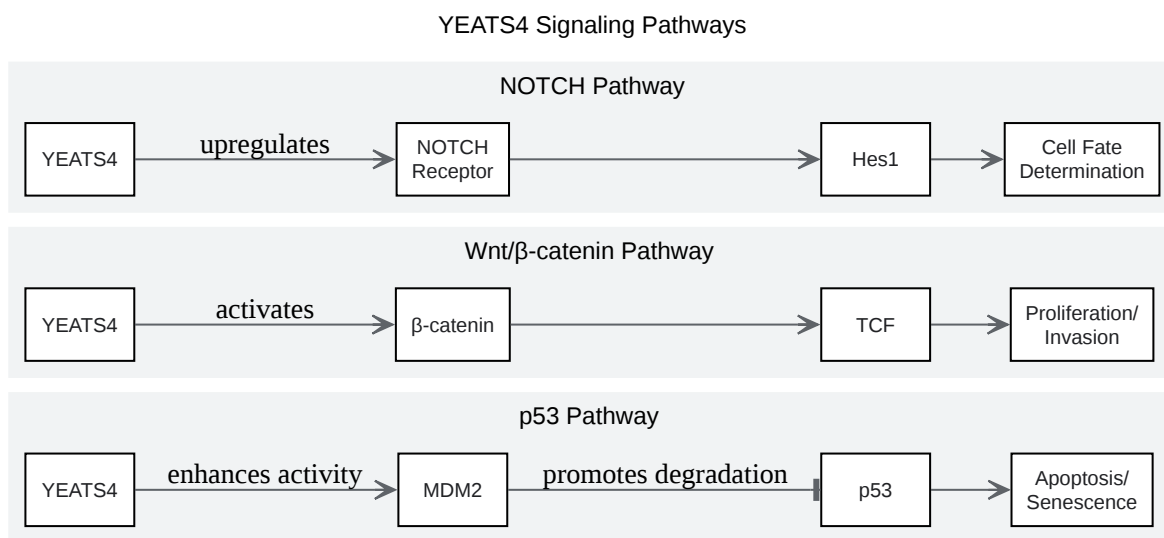 YEATS4 Signaling Pathways
NOTCH Pathway
YEATS4
upregulates
NOTCH
Receptor
Hes1
Cell Fate
Determination
Wnt/β-catenin Pathway
YEATS4
activates
β-catenin
TCF
Proliferation/
Invasion
p53 Pathway
YEATS4
enhances activity
MDM2
promotes degradation
p53
Apoptosis/
Senescence